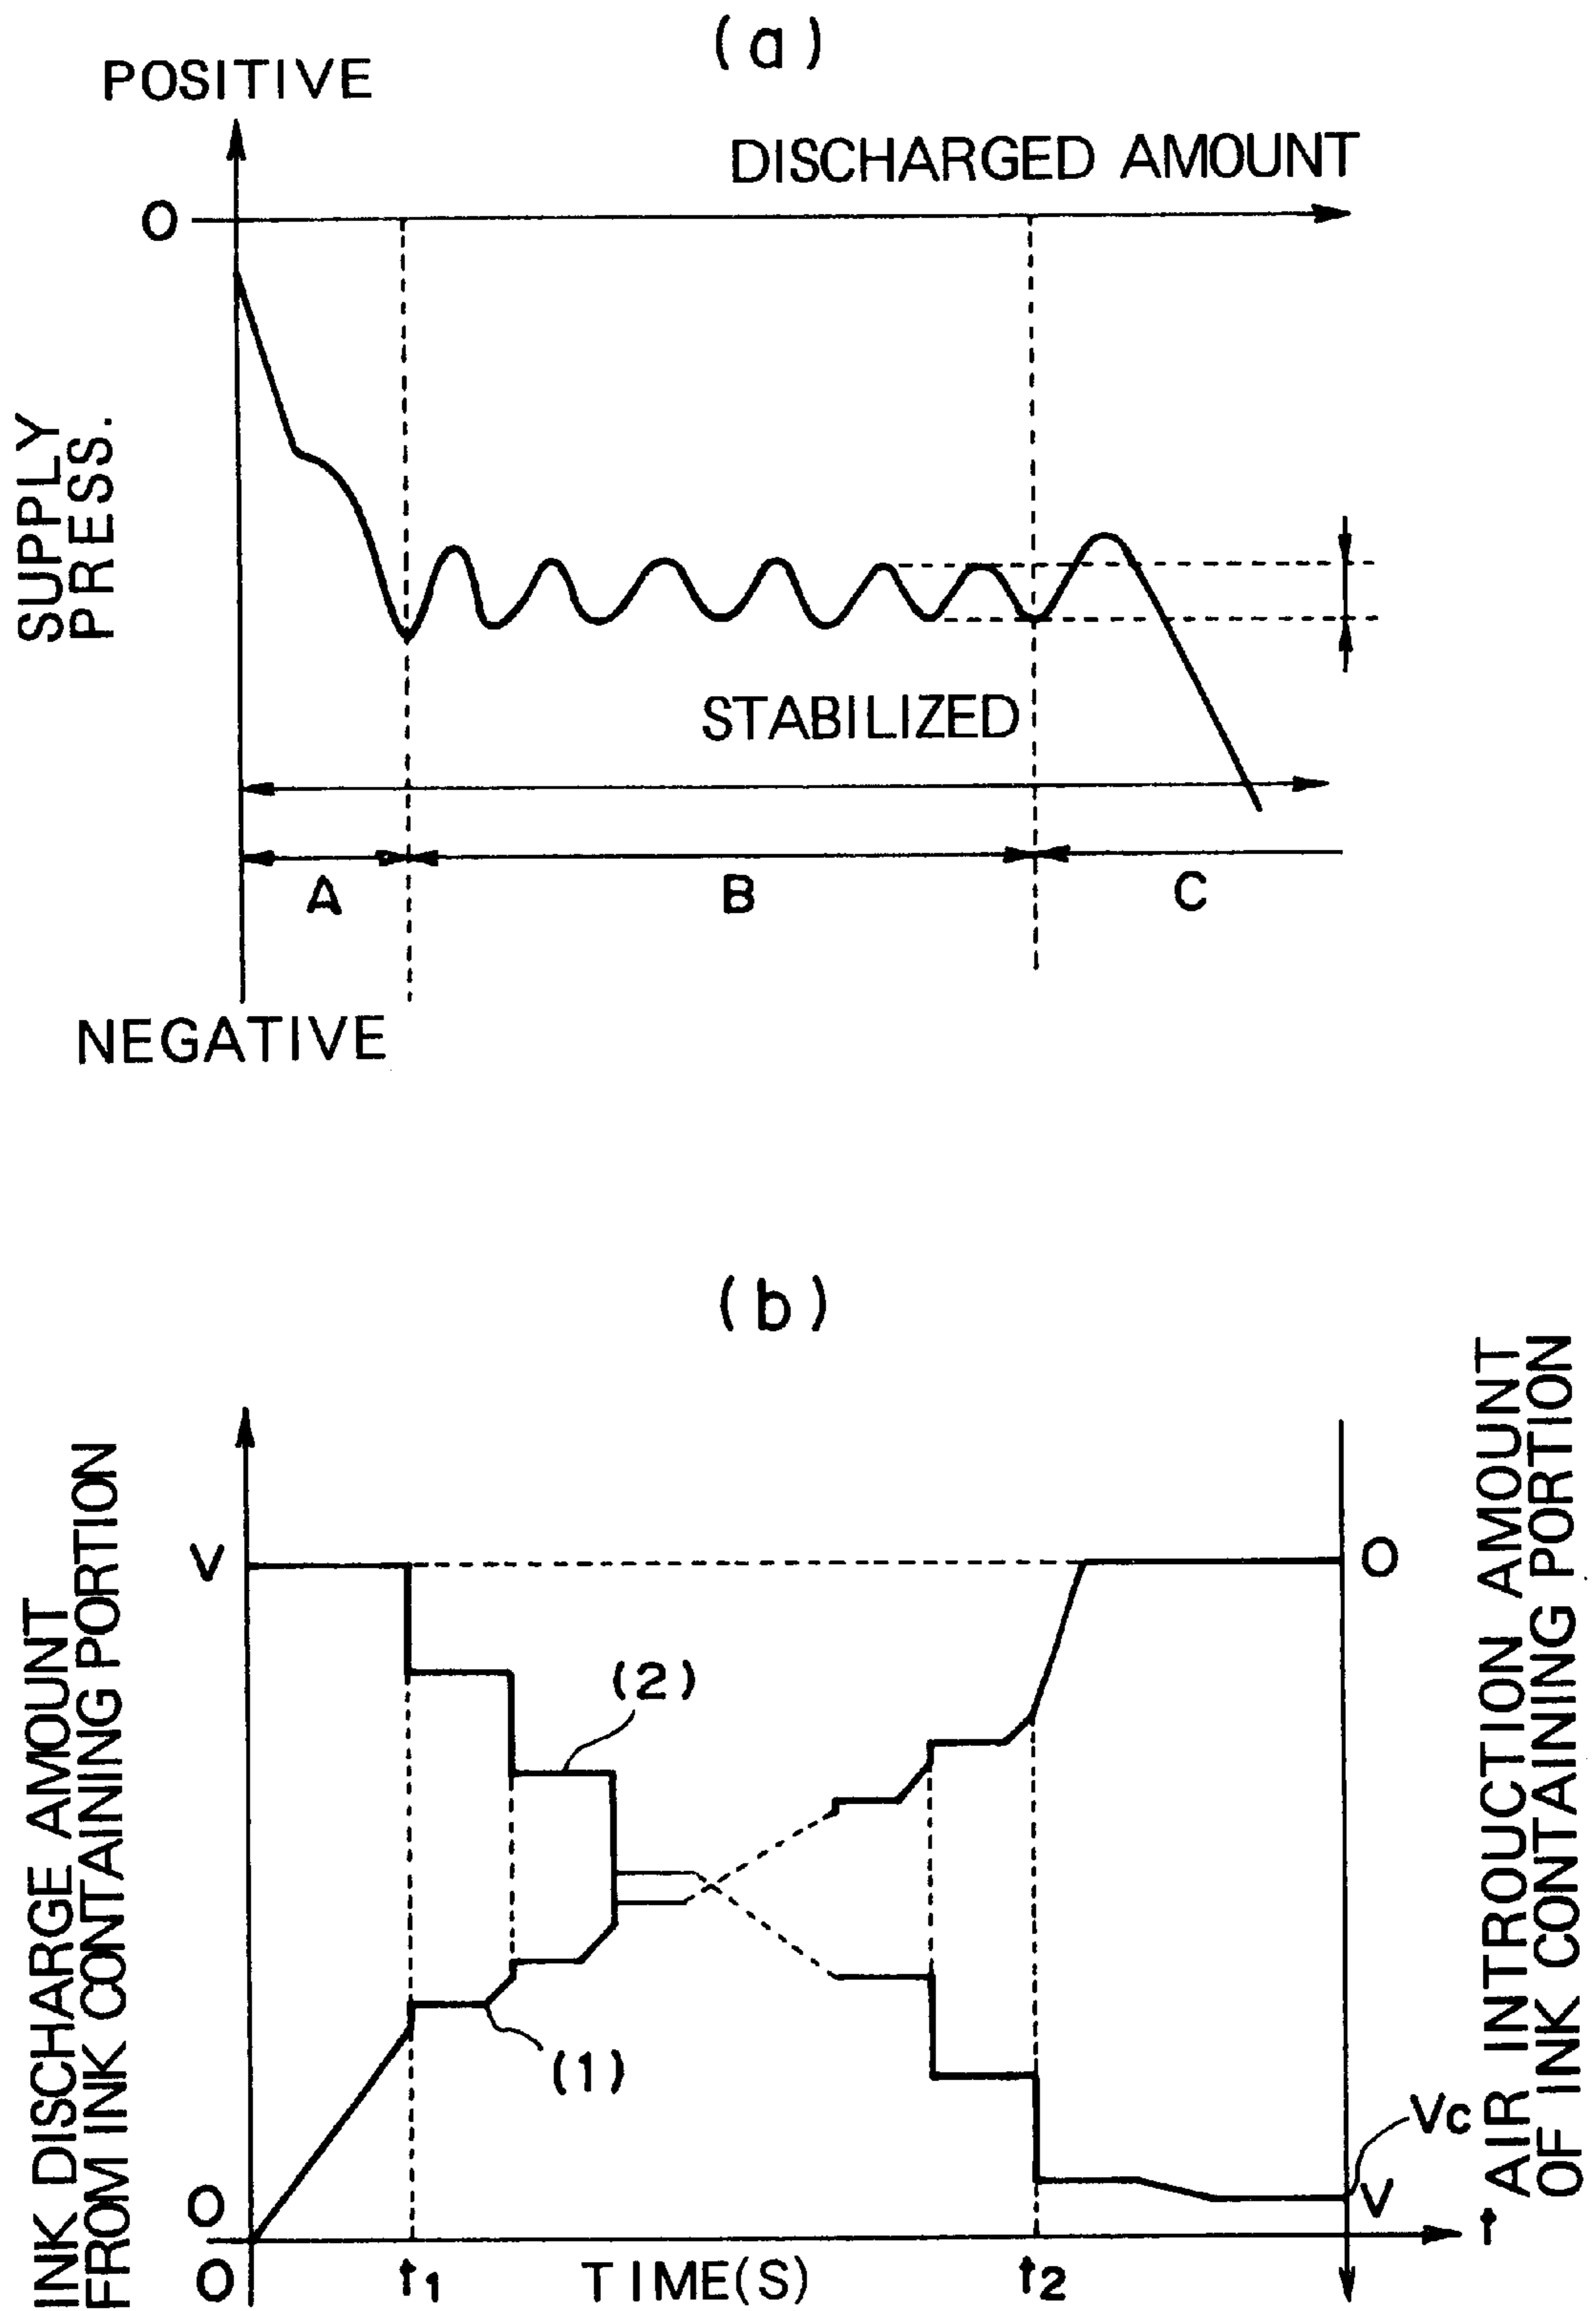 (a)
POSITIVE
DISCHARGED AMOUNT
O
SUPPLY
PRESS.
STABILIZED
A
B
C
NEGATIVE
(b)
INK DISCHARGE AMOUNT
FROM INK CONTAINING PORTION
AIR INTROUCTION AMOUNT
OF INK CONTAINING PORTION
V
O
(2)
(1)
Vc
V
O
t
O
t1
TIME(S)
t2